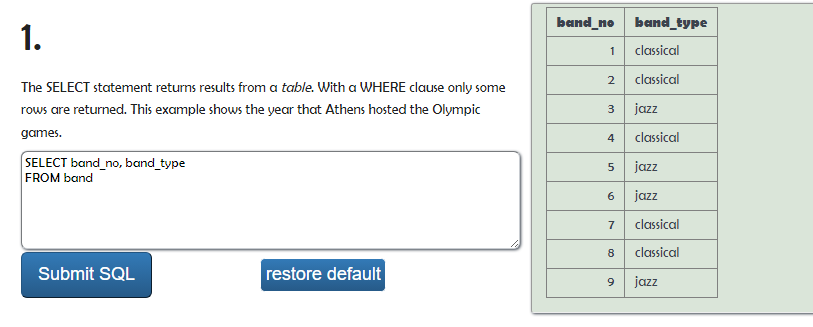 1.
The SELECT statement returns results from a table. With a WHERE clause only some
rows are returned. This example shows the year that Athens hosted the Olympic
games.
SELECT band_no, band_type
FROM band
Submit SQL
restore default
band_no band_type
1 classical
2 classical
3 jazz
4 classical
5 jazz
6 jazz
7 classical
8 classical
9 jazz